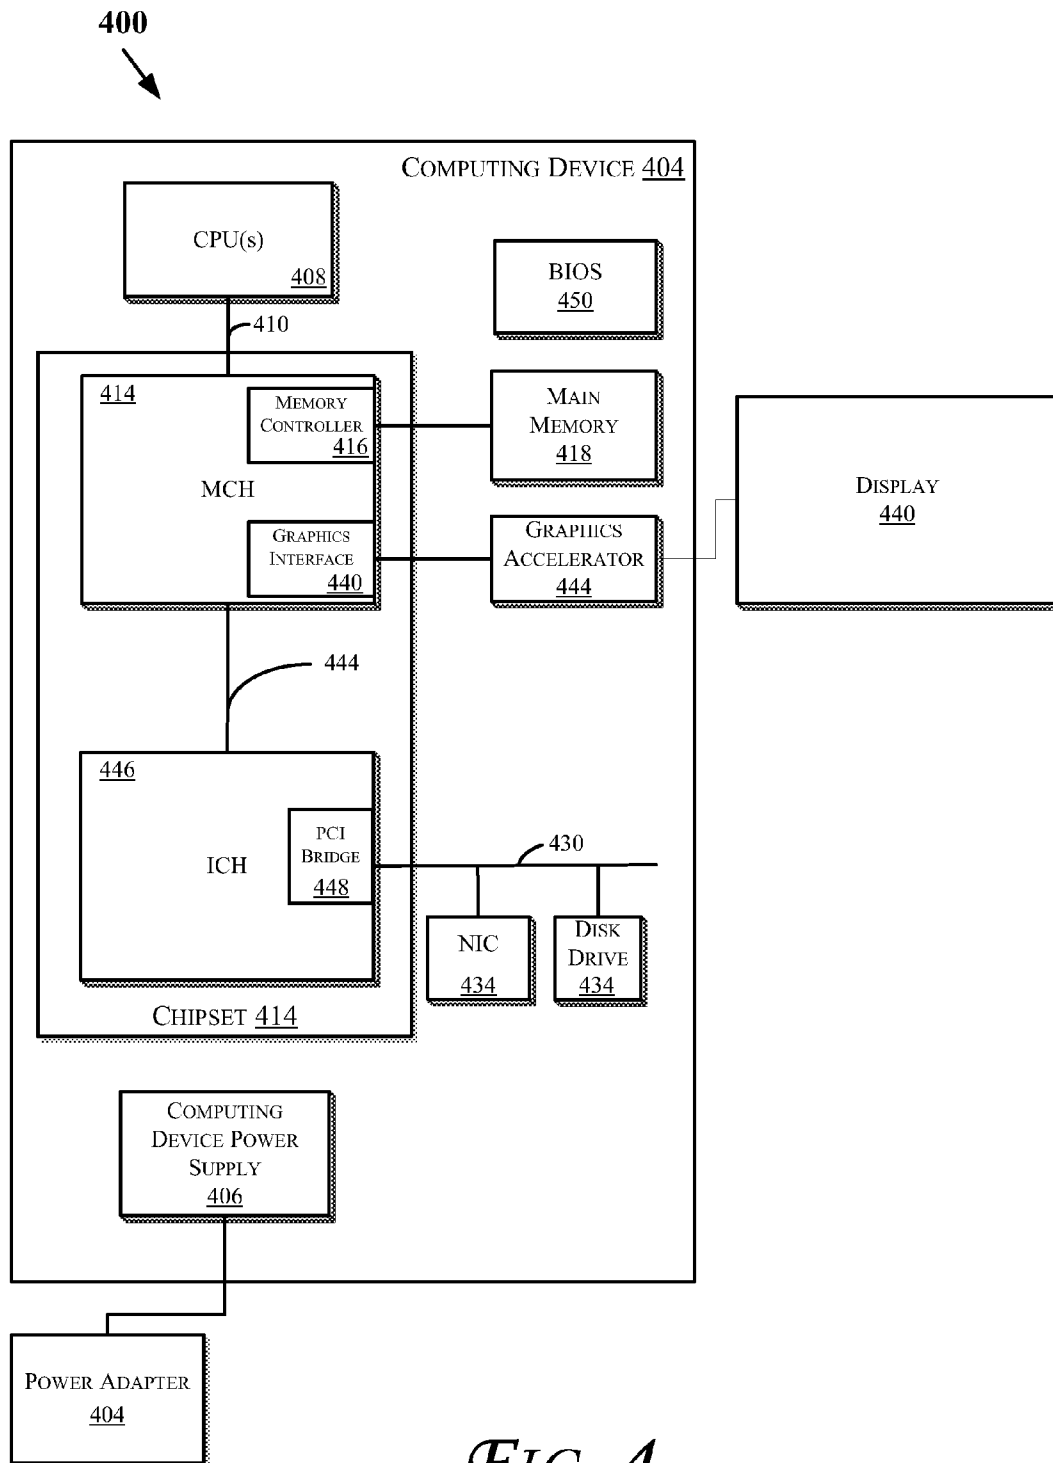 400
COMPUTING DEVICE 404
CPU(s)
408
410
BIOS
450
414
MEMORY
CONTROLLER
416
MCH
GRAPHICS
INTERFACE
440
MAIN
MEMORY
418
GRAPHICS
ACCELERATOR
444
DISPLAY
440
444
446
PCI
BRIDGE
448
ICH
430
NIC
434
DISK
DRIVE
434
CHIPSET 414
COMPUTING
DEVICE POWER
SUPPLY
406
POWER ADAPTER
404
FIG. 4